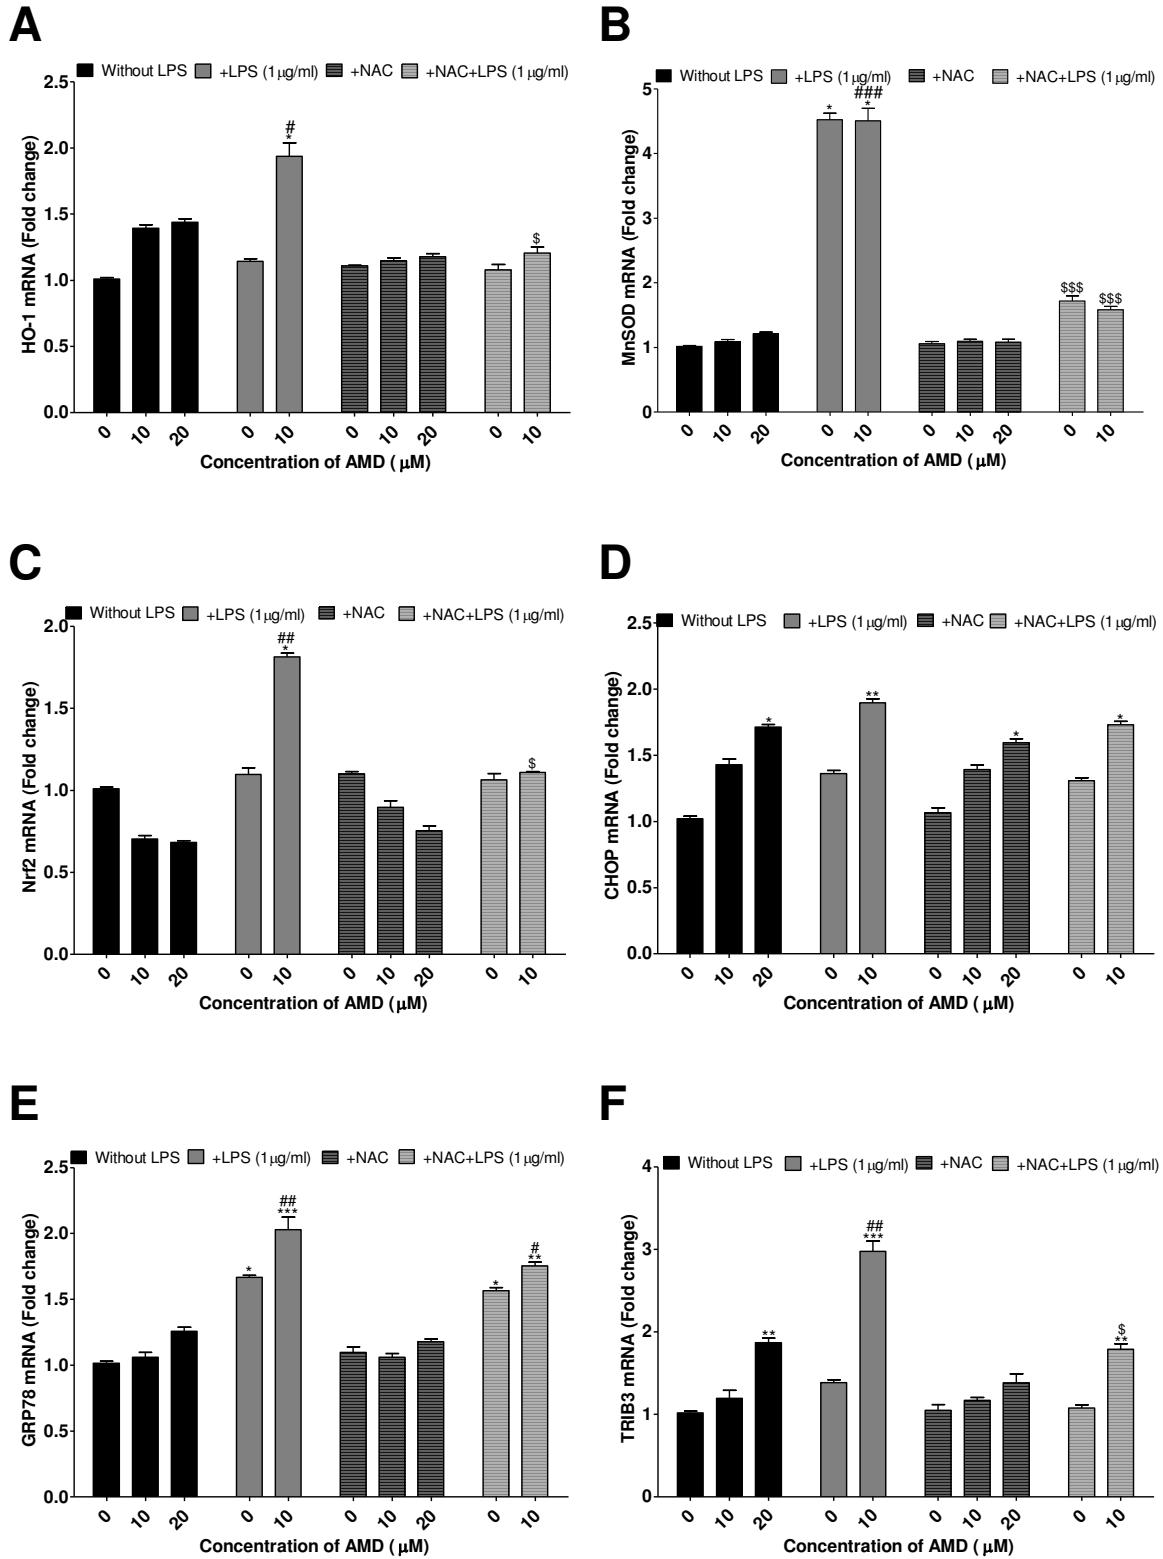 A
Without LPS +LPS (1μg/ml) +NAC +NAC+LPS (1μg/ml)
HO-1 mRNA (Fold change)
2.5
2.0
1.5
1.0
0.5
0.0
#
*
$
0 10 20 0 10 0 10 20 0 10
Concentration of AMD ( μM)
B
Without LPS +LPS (1μg/ml) +NAC +NAC+LPS (1μg/ml)
MnSOD mRNA (Fold change)
5
4
3
2
1
0
###
* *
$$$ $$$
0 10 20 0 10 0 10 20 0 10
Concentration of AMD ( μM)
C
Without LPS +LPS (1μg/ml) +NAC +NAC+LPS (1μg/ml)
Nrf2 mRNA (Fold change)
2.0
1.5
1.0
0.5
0.0
##
*
$
0 10 20 0 10 0 10 20 0 10
Concentration of AMD ( μM)
D
Without LPS +LPS (1μg/ml) +NAC +NAC+LPS (1μg/ml)
CHOP mRNA (Fold change)
2.5
2.0
1.5
1.0
0.5
0.0
* ** * *
0 10 20 0 10 0 10 20 0 10
Concentration of AMD ( μM)
E
Without LPS +LPS (1μg/ml) +NAC +NAC+LPS (1μg/ml)
GRP78 mRNA (Fold change)
2.5
2.0
1.5
1.0
0.5
0.0
## #
* *** * **
0 10 20 0 10 0 10 20 0 10
Concentration of AMD ( μM)
F
Without LPS +LPS (1μg/ml) +NAC +NAC+LPS (1μg/ml)
TRIB3 mRNA (Fold change)
4
3
2
1
0
## $
** *** **
0 10 20 0 10 0 10 20 0 10
Concentration of AMD ( μM)